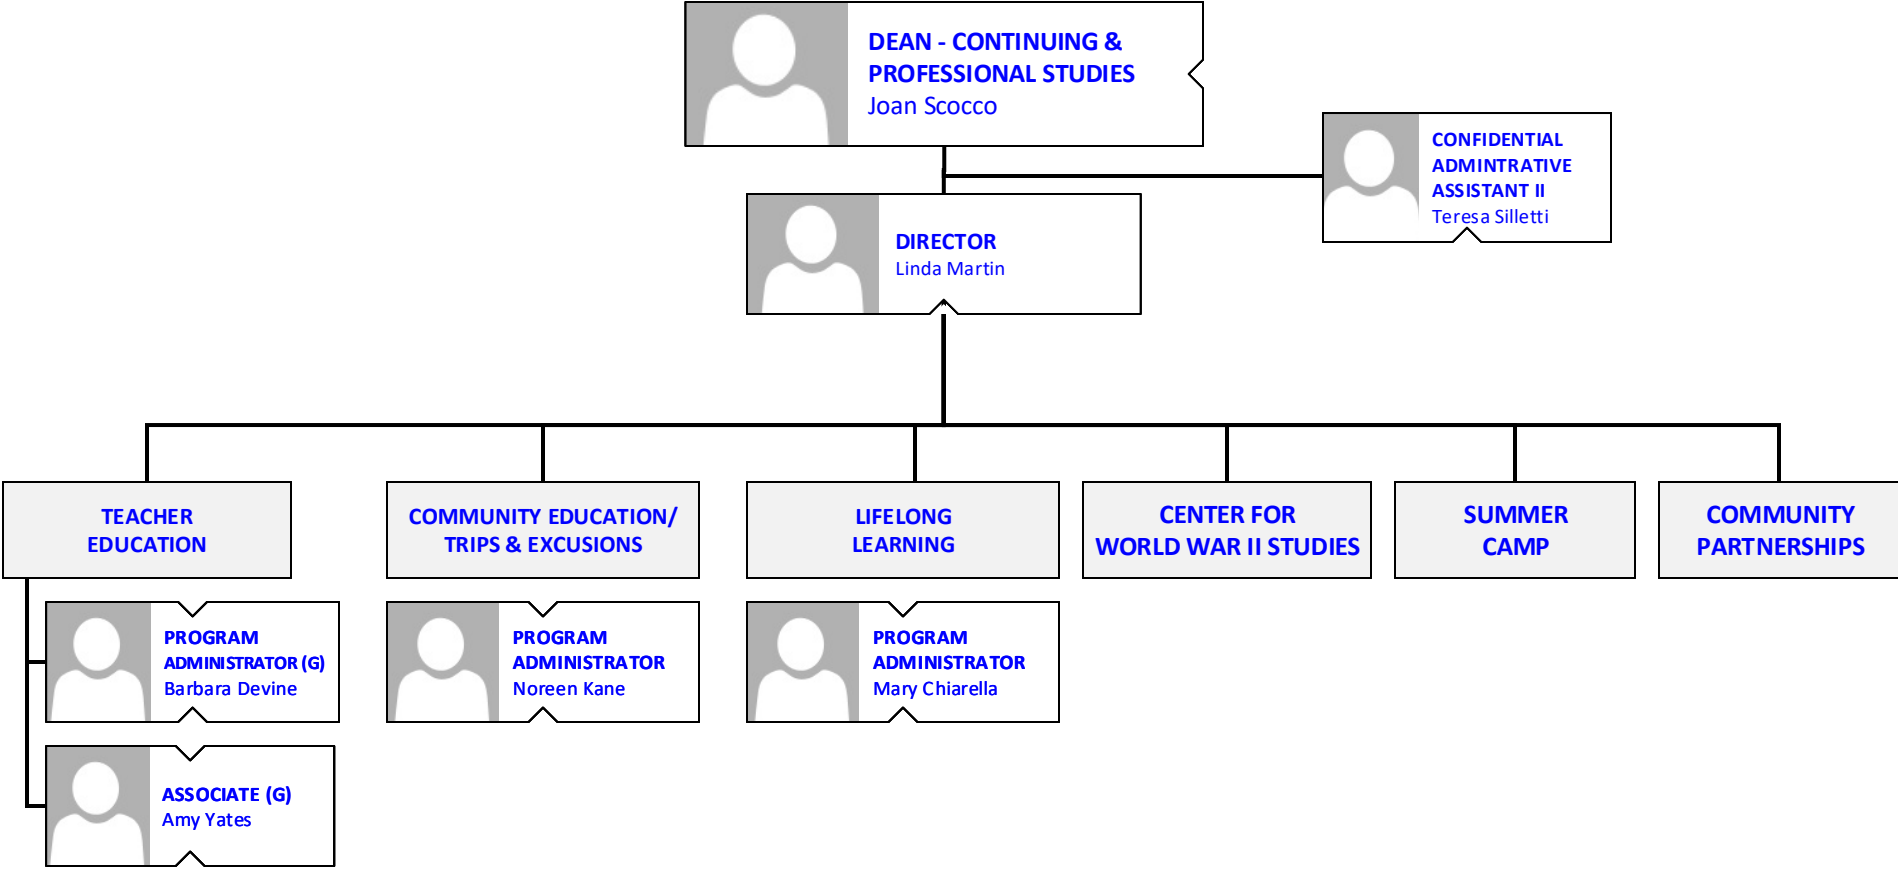 DEAN - CONTINUING &
PROFESSIONAL STUDIES
Joan Scocco
CONFIDENTIAL
ADMINTRATIVE
ASSISTANT II
Teresa Silletti
DIRECTOR
Linda Martin
TEACHER
EDUCATION
COMMUNITY EDUCATION/
TRIPS & EXCUSIONS
LIFELONG
LEARNING
CENTER FOR
WORLD WAR II STUDIES
SUMMER
CAMP
COMMUNITY
PARTNERSHIPS
PROGRAM
ADMINISTRATOR (G)
Barbara Devine
PROGRAM
ADMINISTRATOR
Noreen Kane
PROGRAM
ADMINISTRATOR
Mary Chiarella
ASSOCIATE (G)
Amy Yates